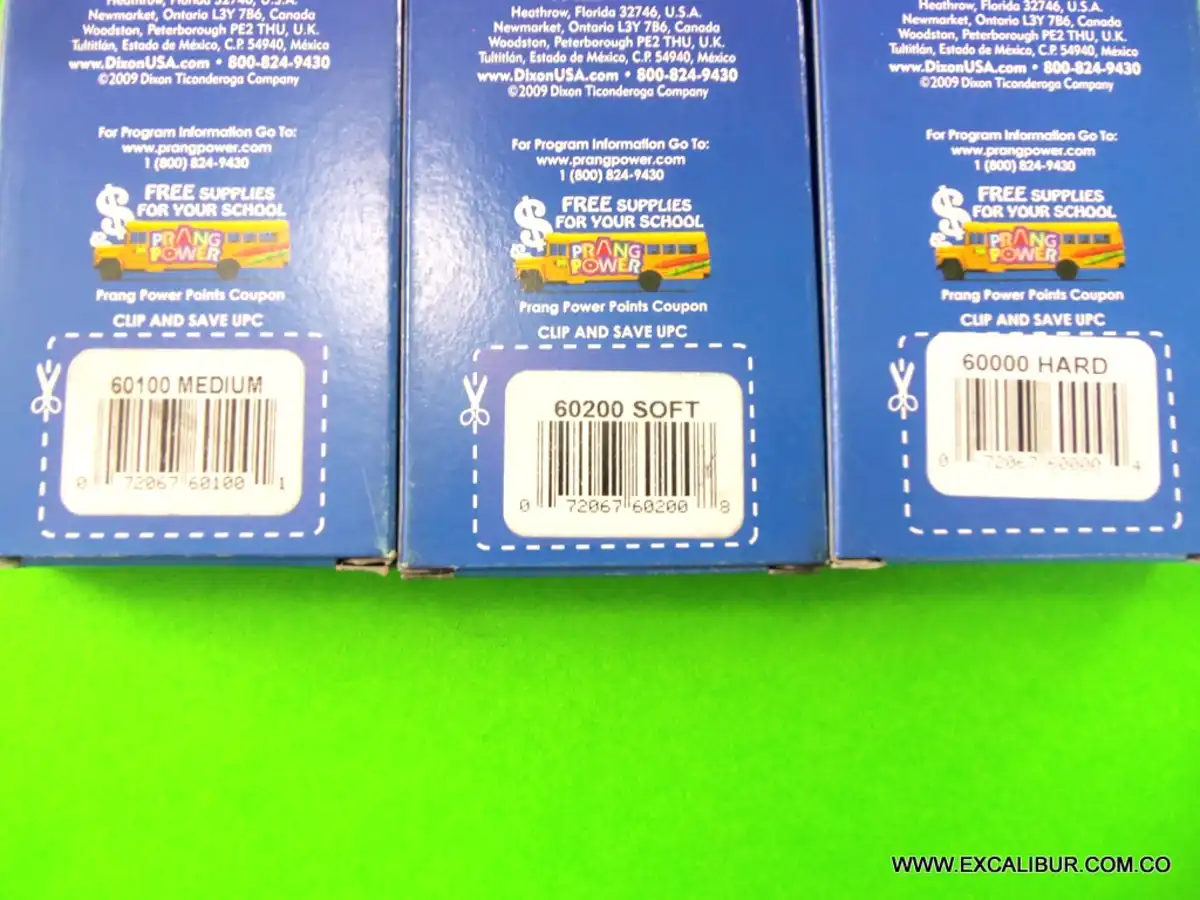 Heathrow, Florida 32746, U.S.A.
Newmarket, Ontario L3Y 7B6, Canada
Woodston, Peterborough PE2 THU, U.K.
Tultitlán, Estado de México, C.P. 54940, México
www.DixonUSA.com • 800-824-9430
©2009 Dixon Ticonderoga Company
For Program Information Go To:
www.prangpower.com
1 (800) 824-9430
$ FREE SUPPLIES
FOR YOUR SCHOOL
PRANG
POWER
Prang Power Points Coupon
CLIP AND SAVE UPC
60100 MEDIUM
0 72067 60100 1
Heathrow, Florida 32746, U.S.A.
Newmarket, Ontario L3Y 7B6, Canada
Woodston, Peterborough PE2 THU, U.K.
Tultitlán, Estado de México, C.P. 54940, México
www.DixonUSA.com • 800-824-9430
©2009 Dixon Ticonderoga Company
For Program Information Go To:
www.prangpower.com
1 (800) 824-9430
$ FREE SUPPLIES
FOR YOUR SCHOOL
PRANG
POWER
Prang Power Points Coupon
CLIP AND SAVE UPC
60200 SOFT
0 72067 60200 8
Heathrow, Florida 32746, U.S.A.
Newmarket, Ontario L3Y 7B6, Canada
Woodston, Peterborough PE2 THU, U.K.
Tultitlán, Estado de México, C.P. 54940, México
www.DixonUSA.com • 800-824-9430
©2009 Dixon Ticonderoga Company
For Program Information Go To:
www.prangpower.com
1 (800) 824-9430
$ FREE SUPPLIES
FOR YOUR SCHOOL
PRANG
POWER
Prang Power Points Coupon
CLIP AND SAVE UPC
60000 HARD
0 72067 60000 4
WWW.EXCALIBUR.COM.CO